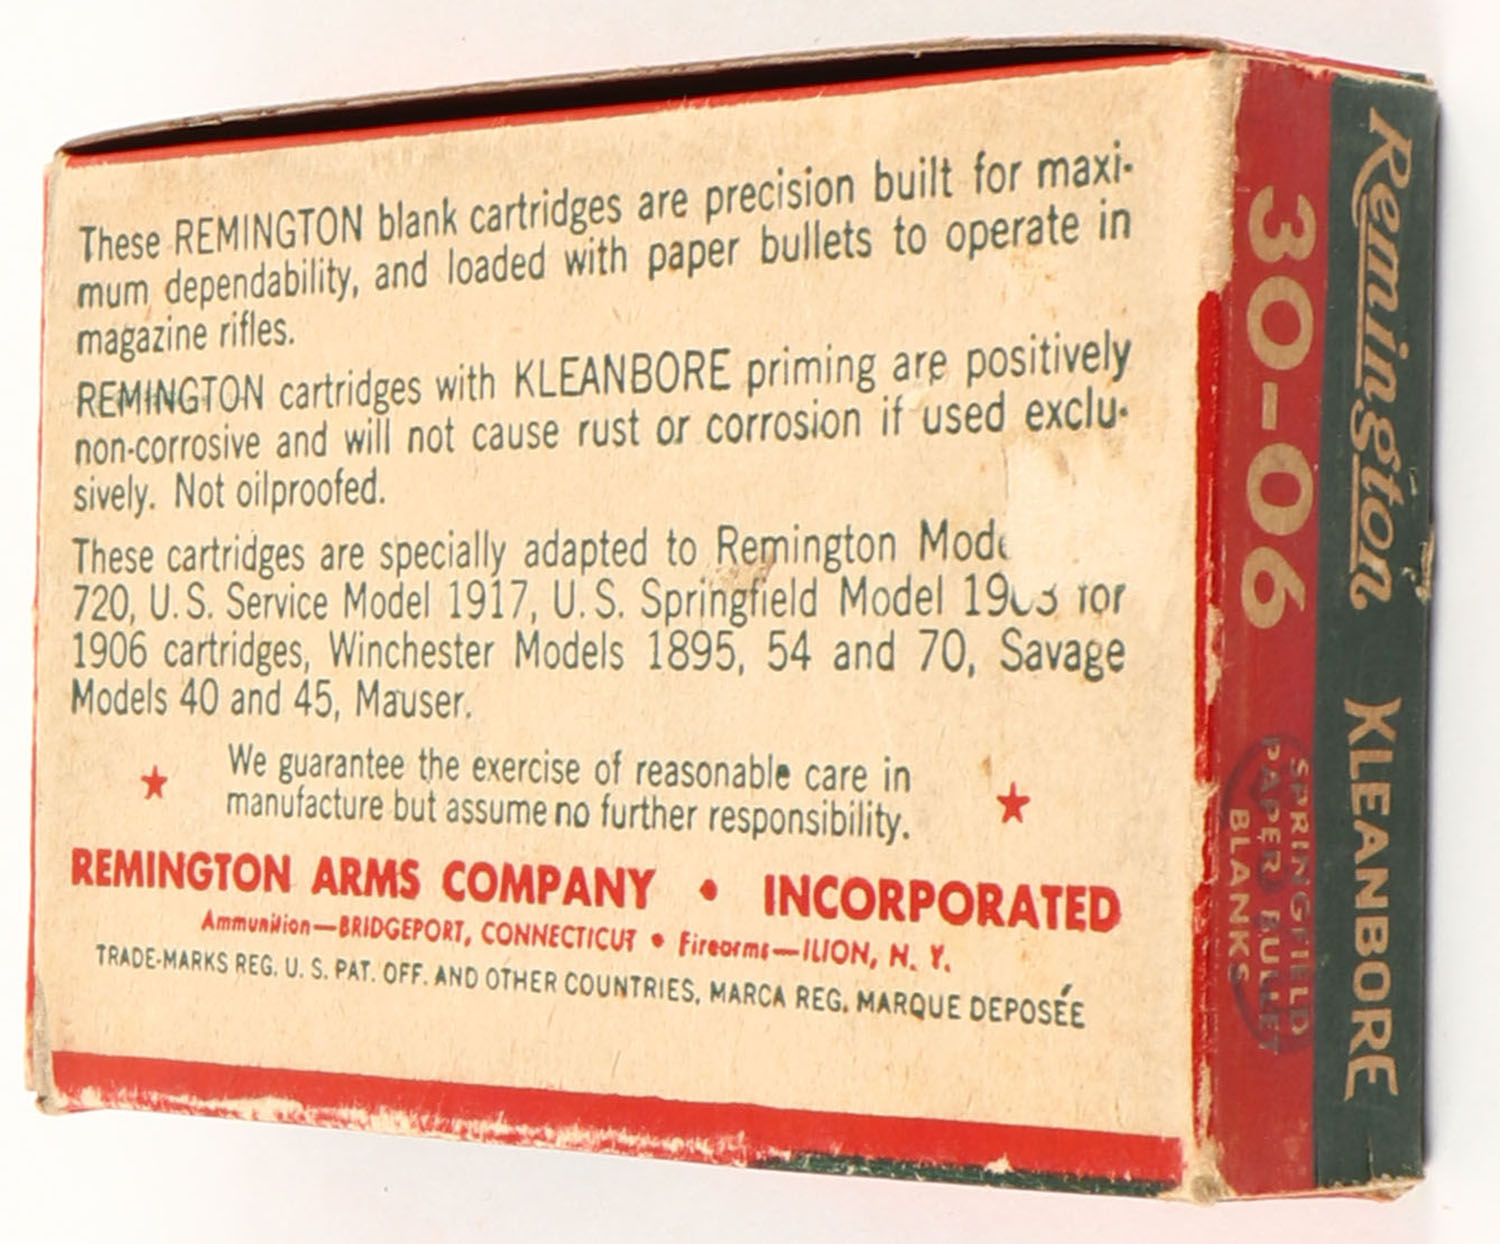 These REMINGTON blank cartridges are precision built for maxi-
mum dependability, and loaded with paper bullets to operate in
magazine rifles.
REMINGTON cartridges with KLEANBORE priming are positively
non-corrosive and will not cause rust or corrosion if used exclu-
sively. Not oilproofed.
These cartridges are specially adapted to Remington Mode
720, U.S. Service Model 1917, U.S. Springfield Model 1903 for
1906 cartridges, Winchester Models 1895, 54 and 70, Savage
Models 40 and 45, Mauser.
We guarantee the exercise of reasonable care in
manufacture but assume no further responsibility.
REMINGTON ARMS COMPANY • INCORPORATED
Ammunition—BRIDGEPORT, CONNECTICUT • Firearms—ILION, N. Y.
TRADE-MARKS REG. U. S. PAT. OFF. AND OTHER COUNTRIES, MARCA REG. MARQUE DEPOSÉE
Remington KLEANBORE
30-06
SPRINGFIELD
PAPER BULLET
BLANKS